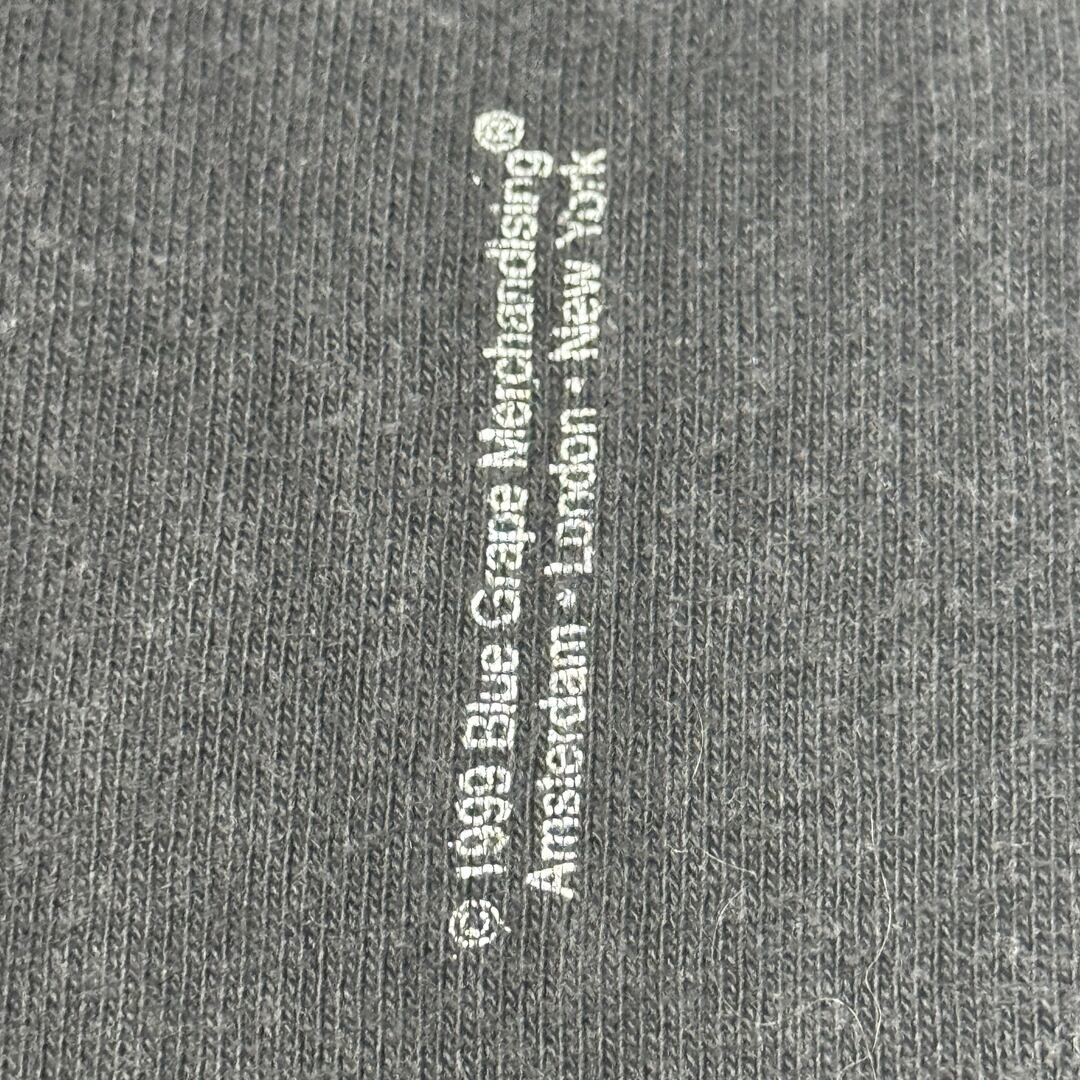 © 1999 Blue Grape Merchandising®
Amsterdam • London • New York